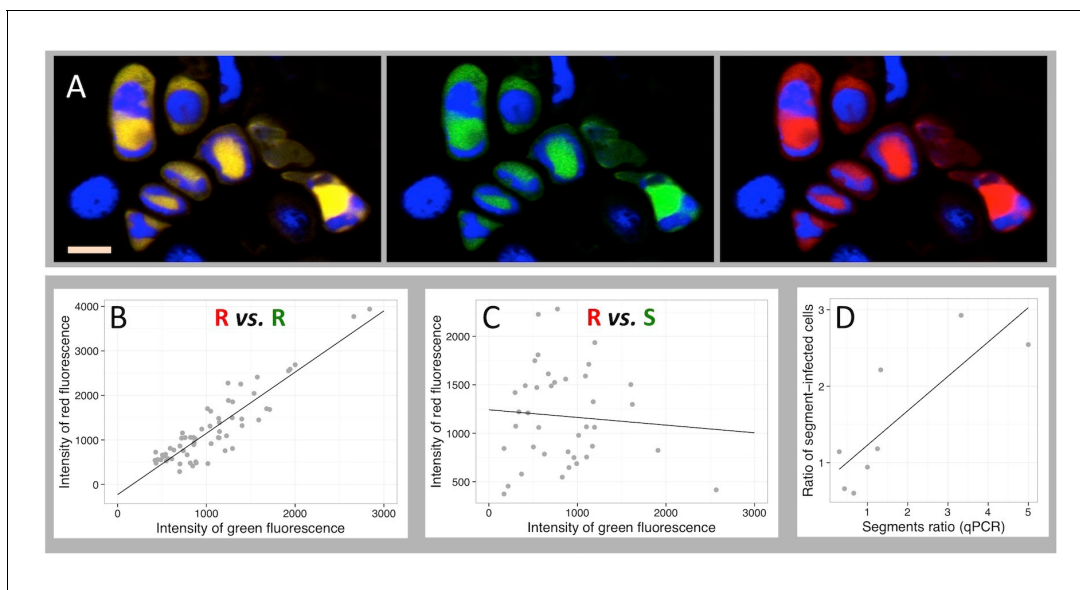 A
B
R vs. R
Intensity of red fluorescence
4000
3000
2000
1000
0
0 1000 2000 3000
Intensity of green fluorescence
C
R vs. S
Intensity of red fluorescence
2000
1500
1000
500
0 1000 2000 3000
Intensity of green fluorescence
D
Ratio of segment-infected cells
3
2
1
1 2 3 4 5
Segments ratio (qPCR)